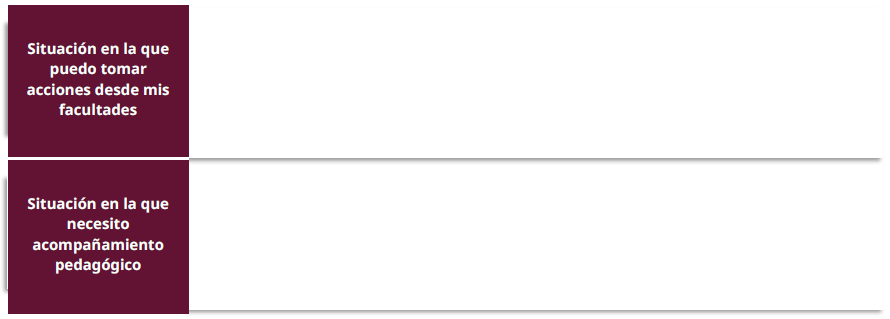 Situación en la que
puedo tomar
acciones desde mis
facultades
Situación en la que
necesito
acompañamiento
pedagógico